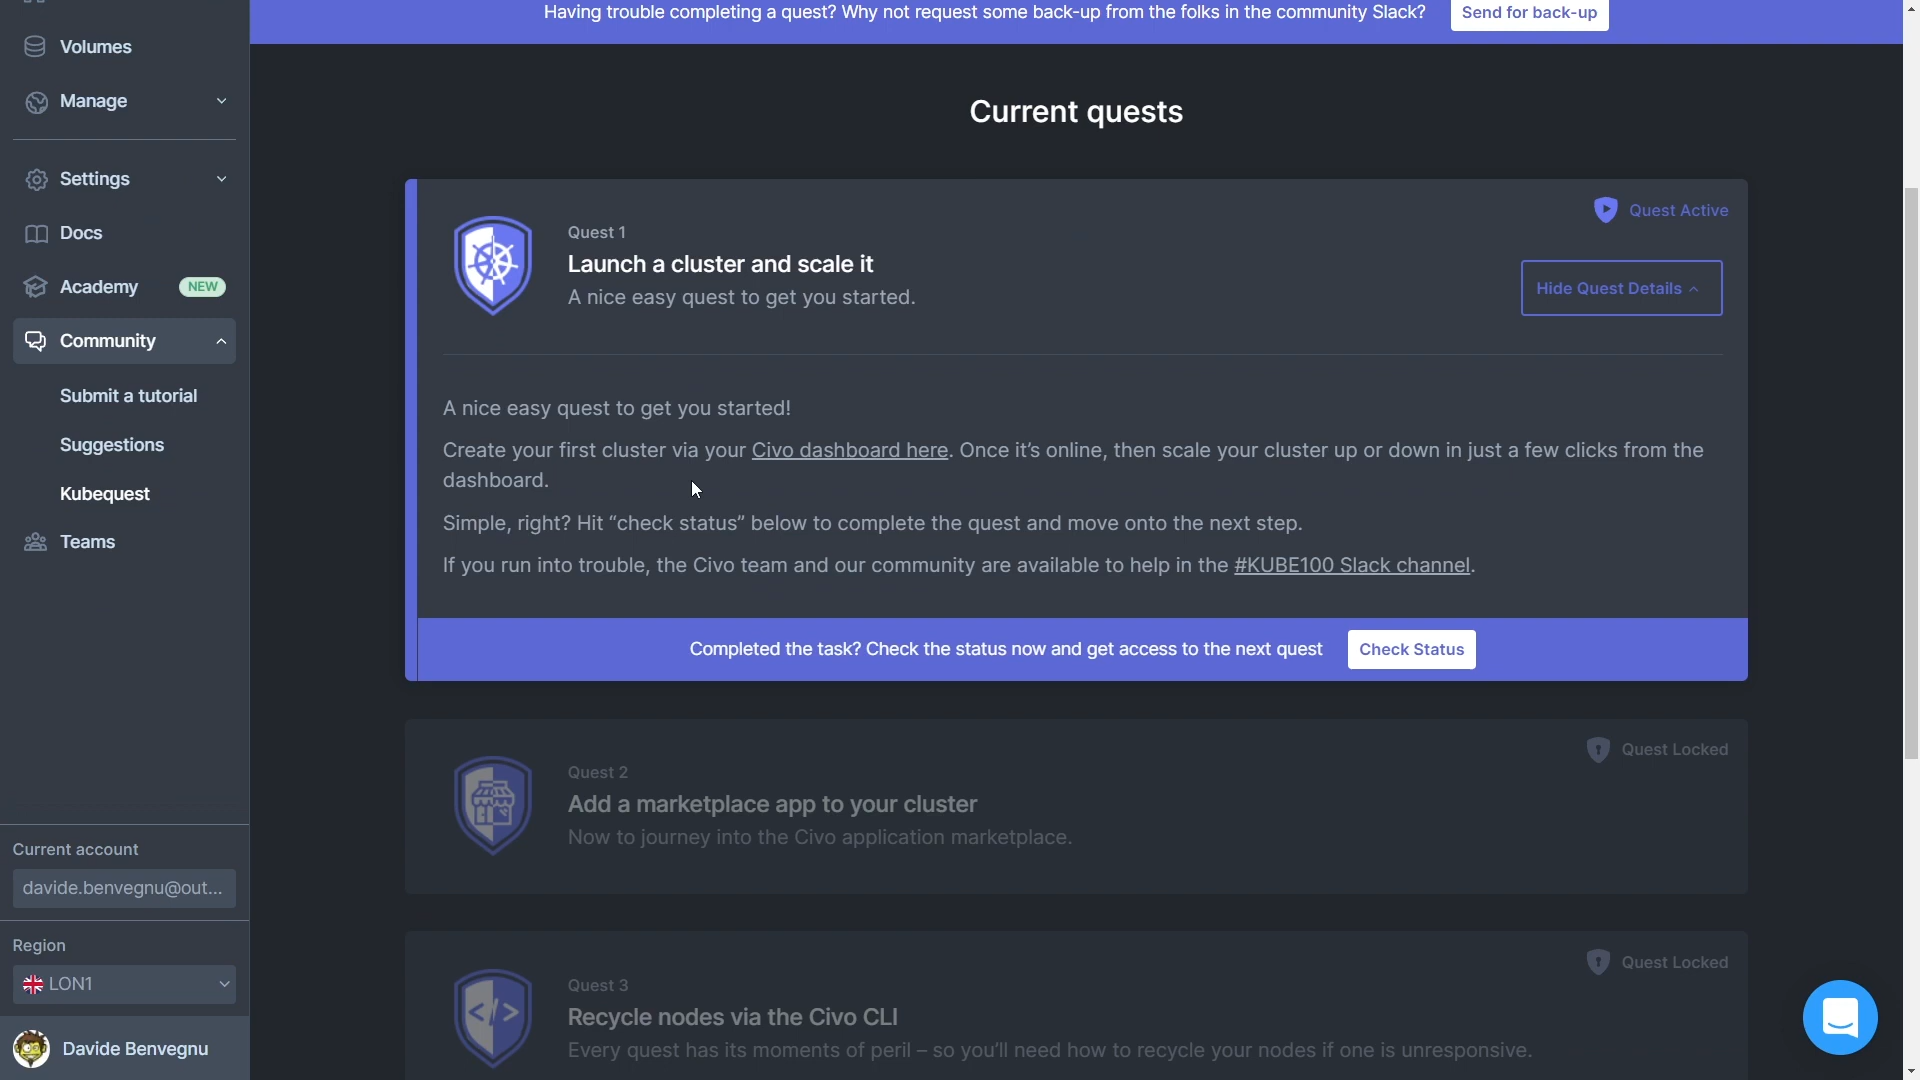 Volumes
Manage
Settings
Docs
Academy NEW
Community
Submit a tutorial
Suggestions
Kubequest
Teams
Current account
davide.benvegnu@out...
Region
LON1
Davide Benvegnu
Having trouble completing a quest? Why not request some back-up from the folks in the community Slack? Send for back-up
Current quests
Quest Active
Quest 1
Launch a cluster and scale it
A nice easy quest to get you started.
Hide Quest Details
A nice easy quest to get you started!
Create your first cluster via your Civo dashboard here. Once it’s online, then scale your cluster up or down in just a few clicks from the
dashboard.
Simple, right? Hit “check status” below to complete the quest and move onto the next step.
If you run into trouble, the Civo team and our community are available to help in the #KUBE100 Slack channel.
Completed the task? Check the status now and get access to the next quest Check Status
Quest Locked
Quest 2
Add a marketplace app to your cluster
Now to journey into the Civo application marketplace.
Quest Locked
Quest 3
Recycle nodes via the Civo CLI
Every quest has its moments of peril – so you’ll need how to recycle your nodes if one is unresponsive.